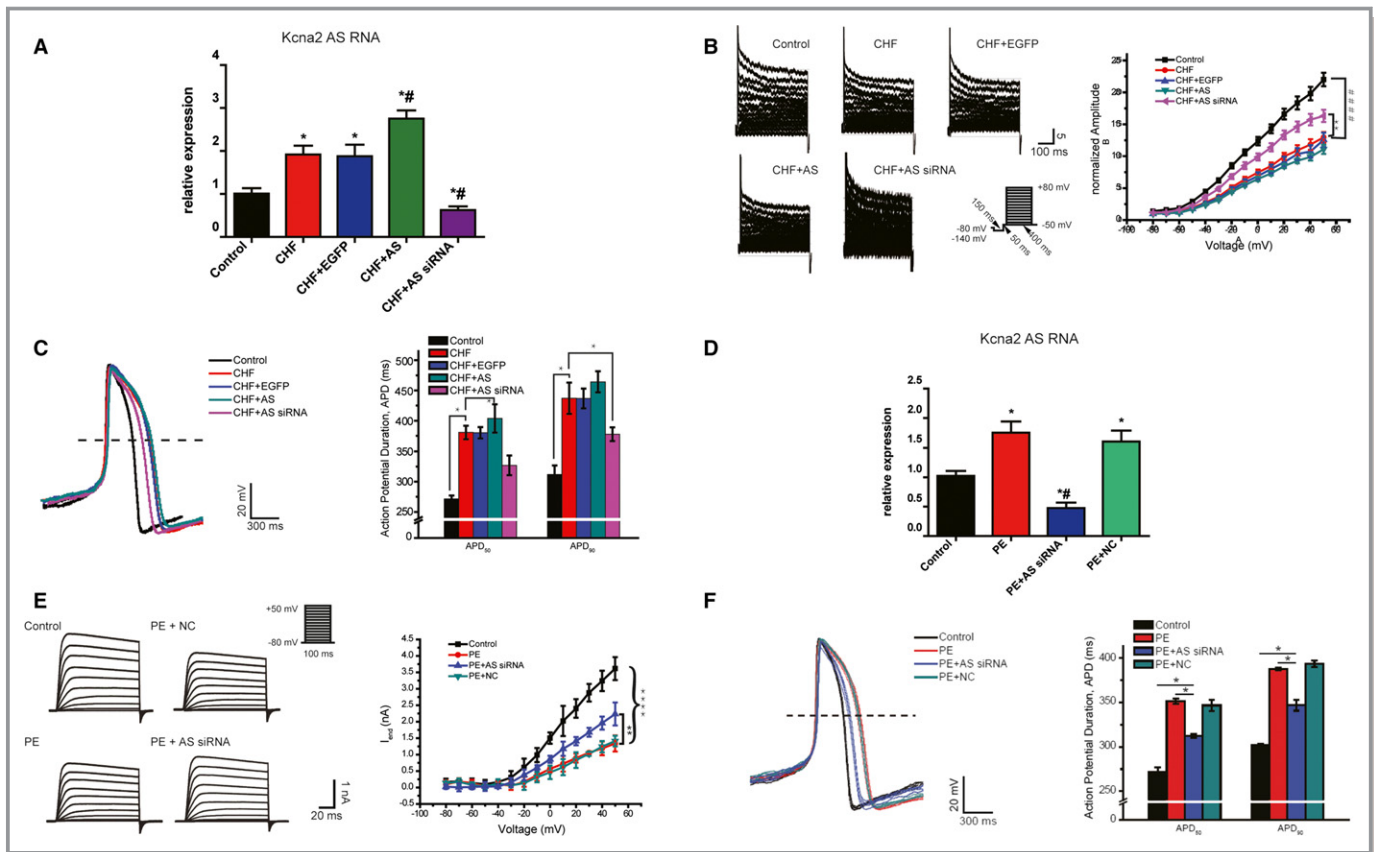 A
Kcna2 AS RNA
relative expression
4
3
2
1
0
Control
CHF
CHF+EGFP
CHF+AS
CHF+AS siRNA
*
*
*#
*#
B
Control
CHF
CHF+EGFP
CHF+AS
CHF+AS siRNA
5
100 ms
+80 mV
-50 mV
-80 mV
-140 mV
150 ms
50 ms
400 ms
Control
CHF
CHF+EGFP
CHF+AS
CHF+AS siRNA
normalized Amplitude
B
25
20
15
10
5
0
-100
-80
-60
-40
-20
0
20
40
60
A
Voltage (mV)
**
####
C
Control
CHF
CHF+EGFP
CHF+AS
CHF+AS siRNA
20 mV
300 ms
Action Potential Duration, APD (ms)
500
450
400
375
350
300
250
Control
CHF
CHF+EGFP
CHF+AS
CHF+AS siRNA
*
*
*
*
APD50
APD90
D
Kcna2 AS RNA
relative expression
2.5
2.0
1.5
1.0
0.5
0.0
*
*#
*
Control
PE
PE+AS siRNA
PE+NC
E
Control
PE + NC
PE
PE + AS siRNA
+50 mV
-80 mV
100 ms
1 nA
20 ms
Control
PE
PE+AS siRNA
PE+NC
Iend (nA)
4.5
4.0
3.5
3.0
2.5
2.0
1.5
1.0
0.5
0.0
-0.5
-100
-80
-60
-40
-20
0
20
40
60
Voltage (mV)
**
****
F
Control
PE
PE+AS siRNA
PE+NC
20 mV
300 ms
Action Potential Duration, APD (ms)
400
350
300
250
Control
PE
PE+AS siRNA
PE+NC
*
*
*
*
APD50
APD90